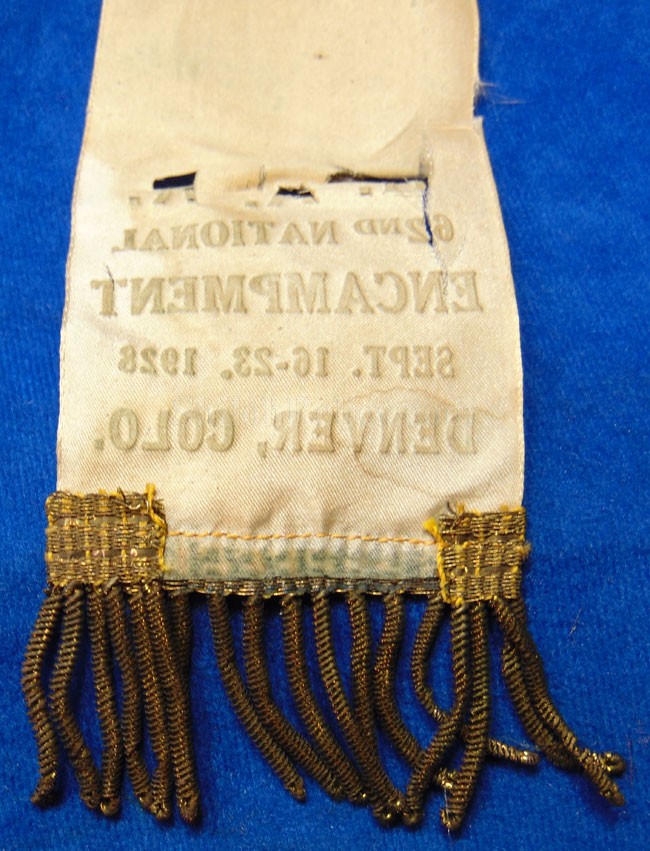 62ND NATIONAL
ENCAMPMENT
SEPT. 16-23, 1928
DENVER, COLO.